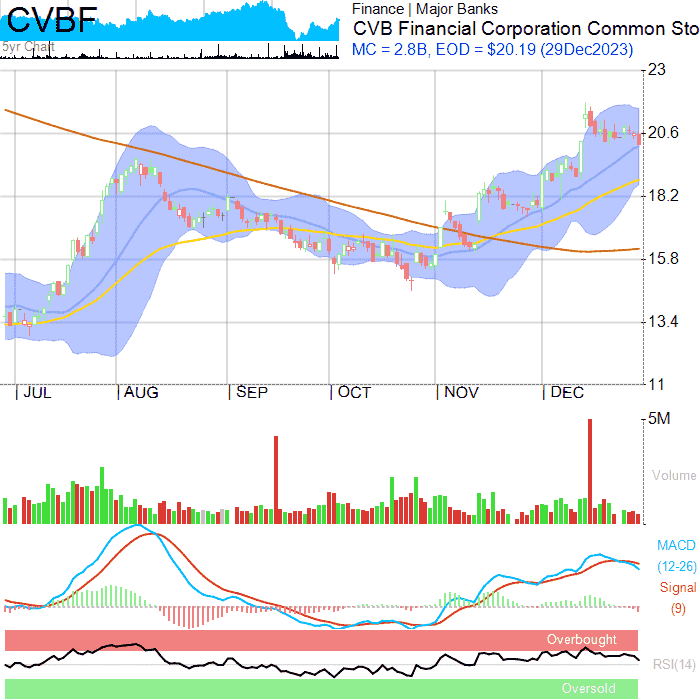 CVBF
5yr Chart
Finance | Major Banks
CVB Financial Corporation Common Sto
MC = 2.8B, EOD = $20.19 (29Dec2023)
23
20.6
18.2
15.8
13.4
11
JUL AUG SEP OCT NOV DEC
5M
Volume
MACD
(12-26)
Signal
(9)
Overbought
RSI(14)
Oversold